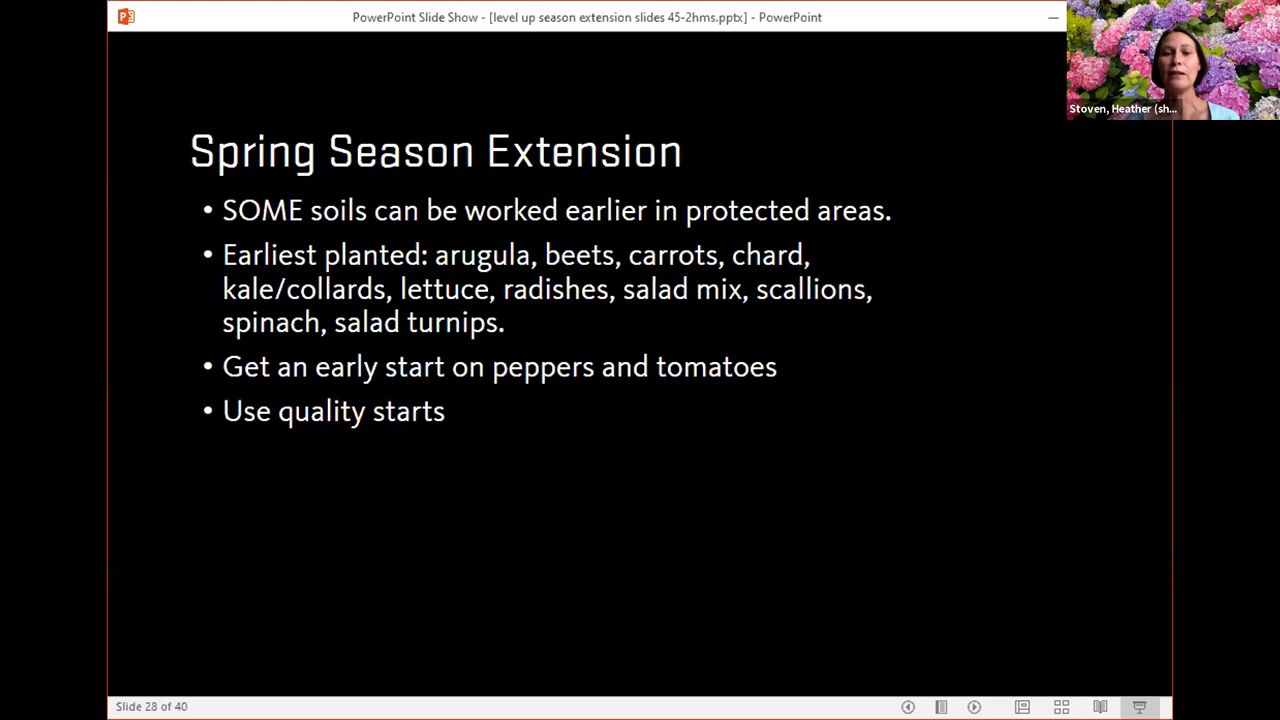 PowerPoint Slide Show - [level up season extension slides 45-2hms.pptx] - PowerPoint
Stoven, Heather (sh...
Spring Season Extension
• SOME soils can be worked earlier in protected areas.
• Earliest planted: arugula, beets, carrots, chard,
kale/collards, lettuce, radishes, salad mix, scallions,
spinach, salad turnips.
• Get an early start on peppers and tomatoes
• Use quality starts
Slide 28 of 40